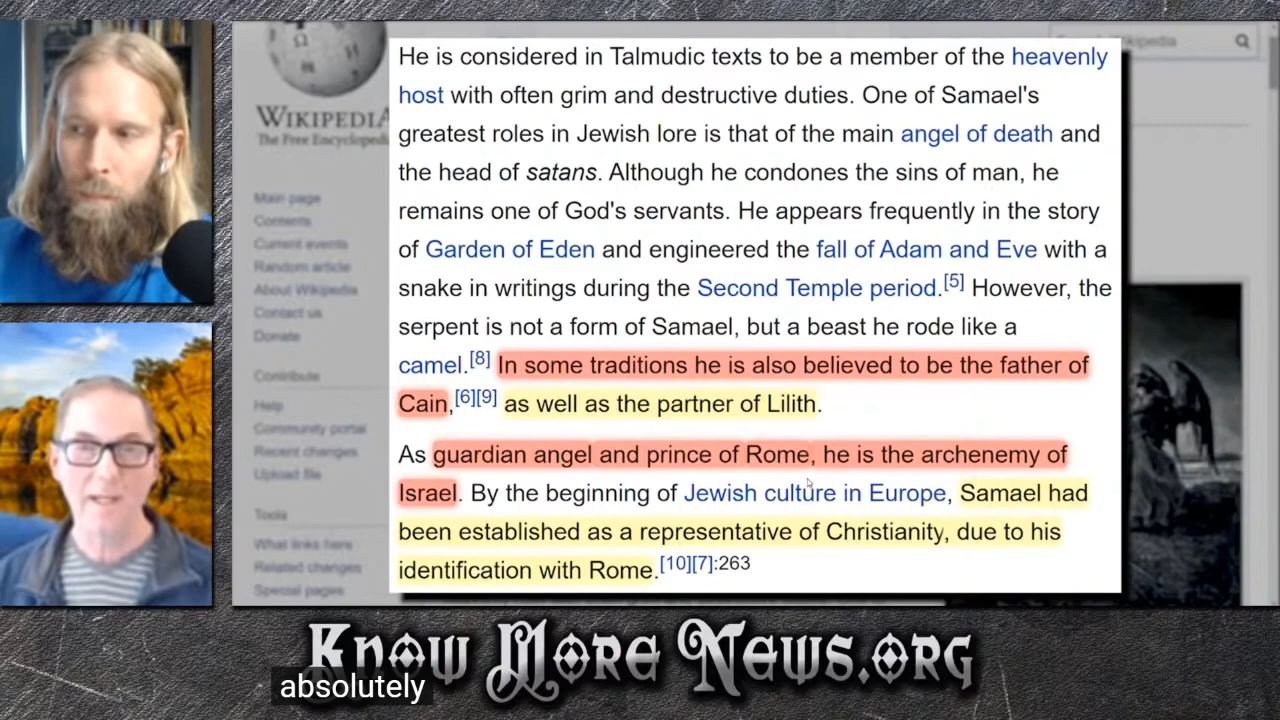 He is considered in Talmudic texts to be a member of the heavenly
host with often grim and destructive duties. One of Samael's
greatest roles in Jewish lore is that of the main angel of death and
the head of satans. Although he condones the sins of man, he
remains one of God's servants. He appears frequently in the story
of Garden of Eden and engineered the fall of Adam and Eve with a
snake in writings during the Second Temple period.[5] However, the
serpent is not a form of Samael, but a beast he rode like a
camel.[8] In some traditions he is also believed to be the father of
Cain,[6][9] as well as the partner of Lilith.
As guardian angel and prince of Rome, he is the archenemy of
Israel. By the beginning of Jewish culture in Europe, Samael had
been established as a representative of Christianity, due to his
identification with Rome.[10][7]:263
WIKIPEDIA
The Free Encyclopedia
Main page
Contents
Current events
Random article
About Wikipedia
Contact us
Donate
Contribute
Help
Community portal
Recent changes
Upload file
Tools
What links here
Related changes
Special pages
Know More News.org
absolutely